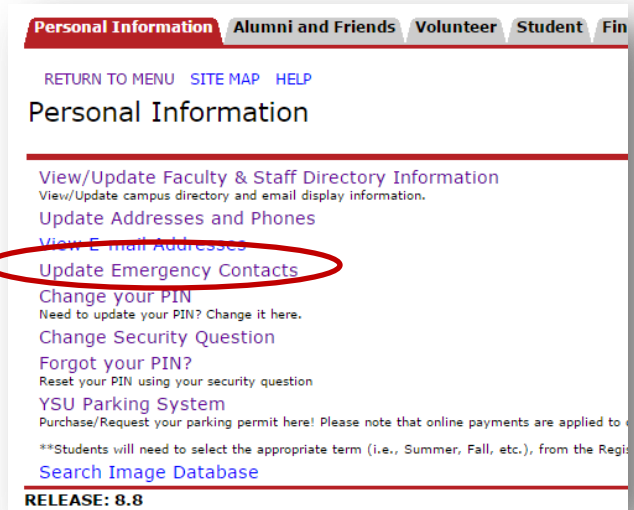 Personal Information Alumni and Friends Volunteer Student Fin
RETURN TO MENU SITE MAP HELP
Personal Information
View/Update Faculty & Staff Directory Information
View/Update campus directory and email display information.
Update Addresses and Phones
View E-mail Addresses
Update Emergency Contacts
Change your PIN
Need to update your PIN? Change it here.
Change Security Question
Forgot your PIN?
Reset your PIN using your security question
YSU Parking System
Purchase/Request your parking permit here! Please note that online payments are applied to
**Students will need to select the appropriate term (i.e., Summer, Fall, etc.), from the Regis
Search Image Database
RELEASE: 8.8